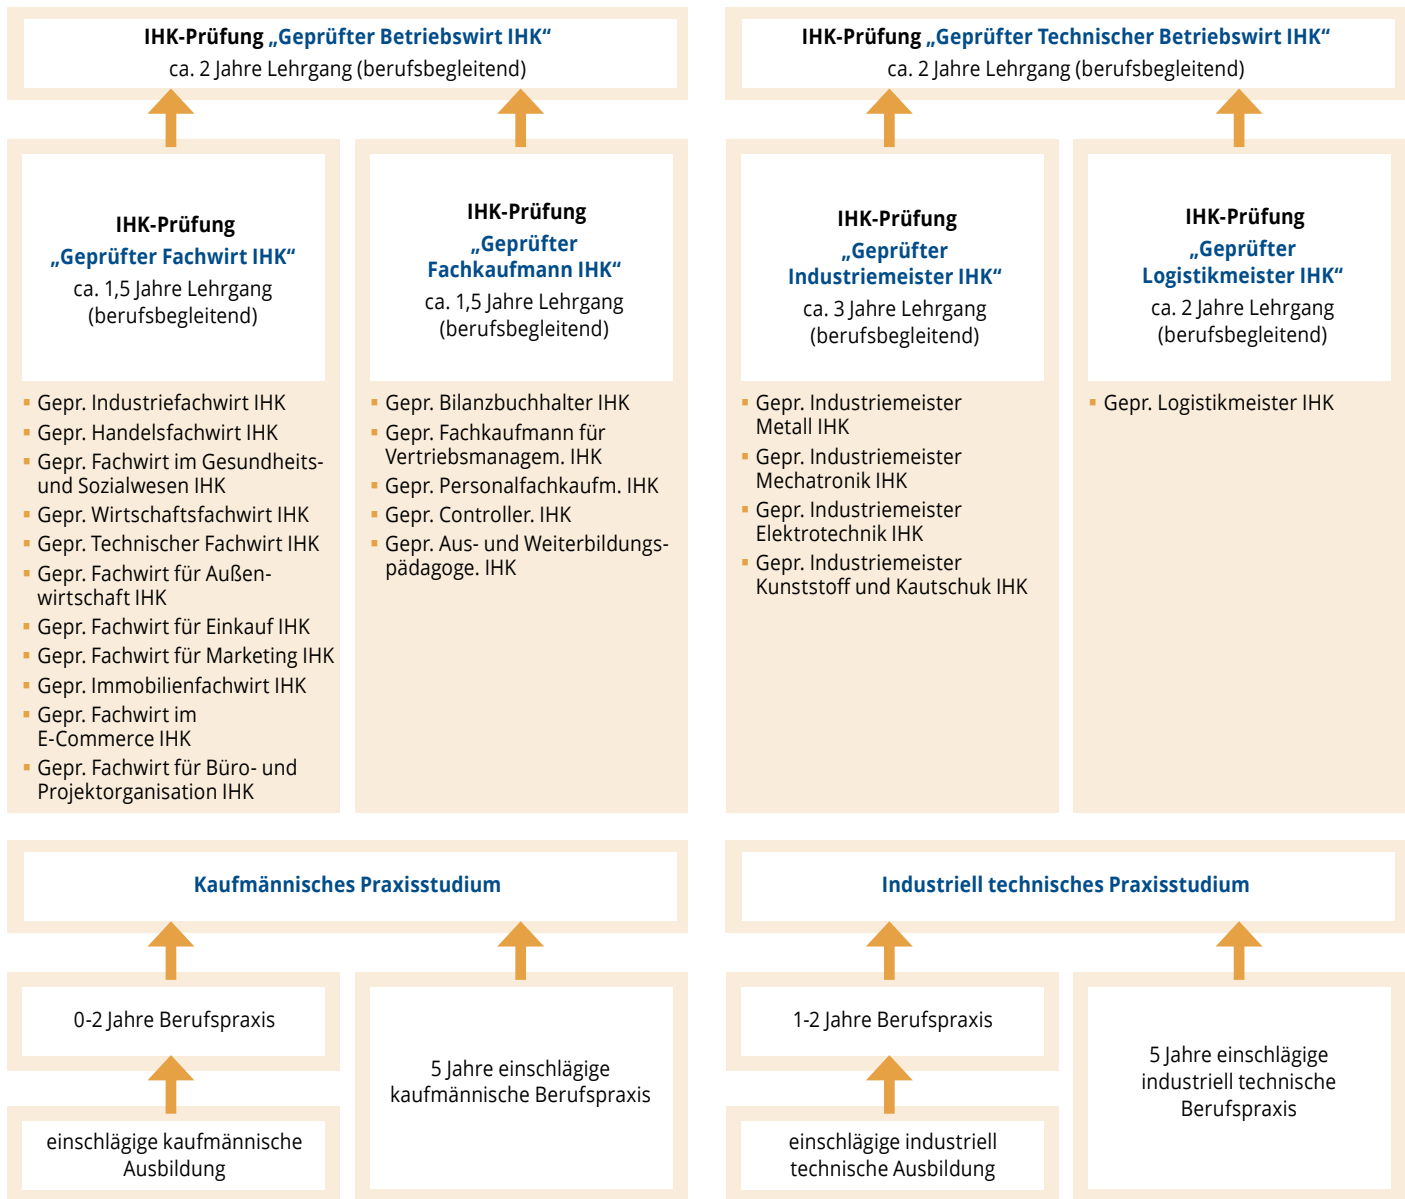 IHK-Prüfung „Geprüfter Betriebswirt IHK“
ca. 2 Jahre Lehrgang (berufsbegleitend)
IHK-Prüfung „Geprüfter Technischer Betriebswirt IHK“
ca. 2 Jahre Lehrgang (berufsbegleitend)
IHK-Prüfung
„Geprüfter Fachwirt IHK“
ca. 1,5 Jahre Lehrgang
(berufsbegleitend)
▪ Gepr. Industriefachwirt IHK
▪ Gepr. Handelsfachwirt IHK
▪ Gepr. Fachwirt im Gesundheits-
und Sozialwesen IHK
▪ Gepr. Wirtschaftsfachwirt IHK
▪ Gepr. Technischer Fachwirt IHK
▪ Gepr. Fachwirt für Außen-
wirtschaft IHK
▪ Gepr. Fachwirt für Einkauf IHK
▪ Gepr. Fachwirt für Marketing IHK
▪ Gepr. Immobilienfachwirt IHK
▪ Gepr. Fachwirt im
E-Commerce IHK
▪ Gepr. Fachwirt für Büro- und
Projektorganisation IHK
IHK-Prüfung
„Geprüfter
Fachkaufmann IHK“
ca. 1,5 Jahre Lehrgang
(berufsbegleitend)
▪ Gepr. Bilanzbuchhalter IHK
▪ Gepr. Fachkaufmann für
Vertriebsmanagem. IHK
▪ Gepr. Personalfachkaufm. IHK
▪ Gepr. Controller. IHK
▪ Gepr. Aus- und Weiterbildungs-
pädagoge. IHK
IHK-Prüfung
„Geprüfter
Industriemeister IHK“
ca. 3 Jahre Lehrgang
(berufsbegleitend)
▪ Gepr. Industriemeister
Metall IHK
▪ Gepr. Industriemeister
Mechatronik IHK
▪ Gepr. Industriemeister
Elektrotechnik IHK
▪ Gepr. Industriemeister
Kunststoff und Kautschuk IHK
IHK-Prüfung
„Geprüfter
Logistikmeister IHK“
ca. 2 Jahre Lehrgang
(berufsbegleitend)
▪ Gepr. Logistikmeister IHK
Kaufmännisches Praxisstudium
0-2 Jahre Berufspraxis
einschlägige kaufmännische
Ausbildung
5 Jahre einschlägige
kaufmännische Berufspraxis
Industriell technisches Praxisstudium
1-2 Jahre Berufspraxis
einschlägige industriell
technische Ausbildung
5 Jahre einschlägige
industriell technische
Berufspraxis